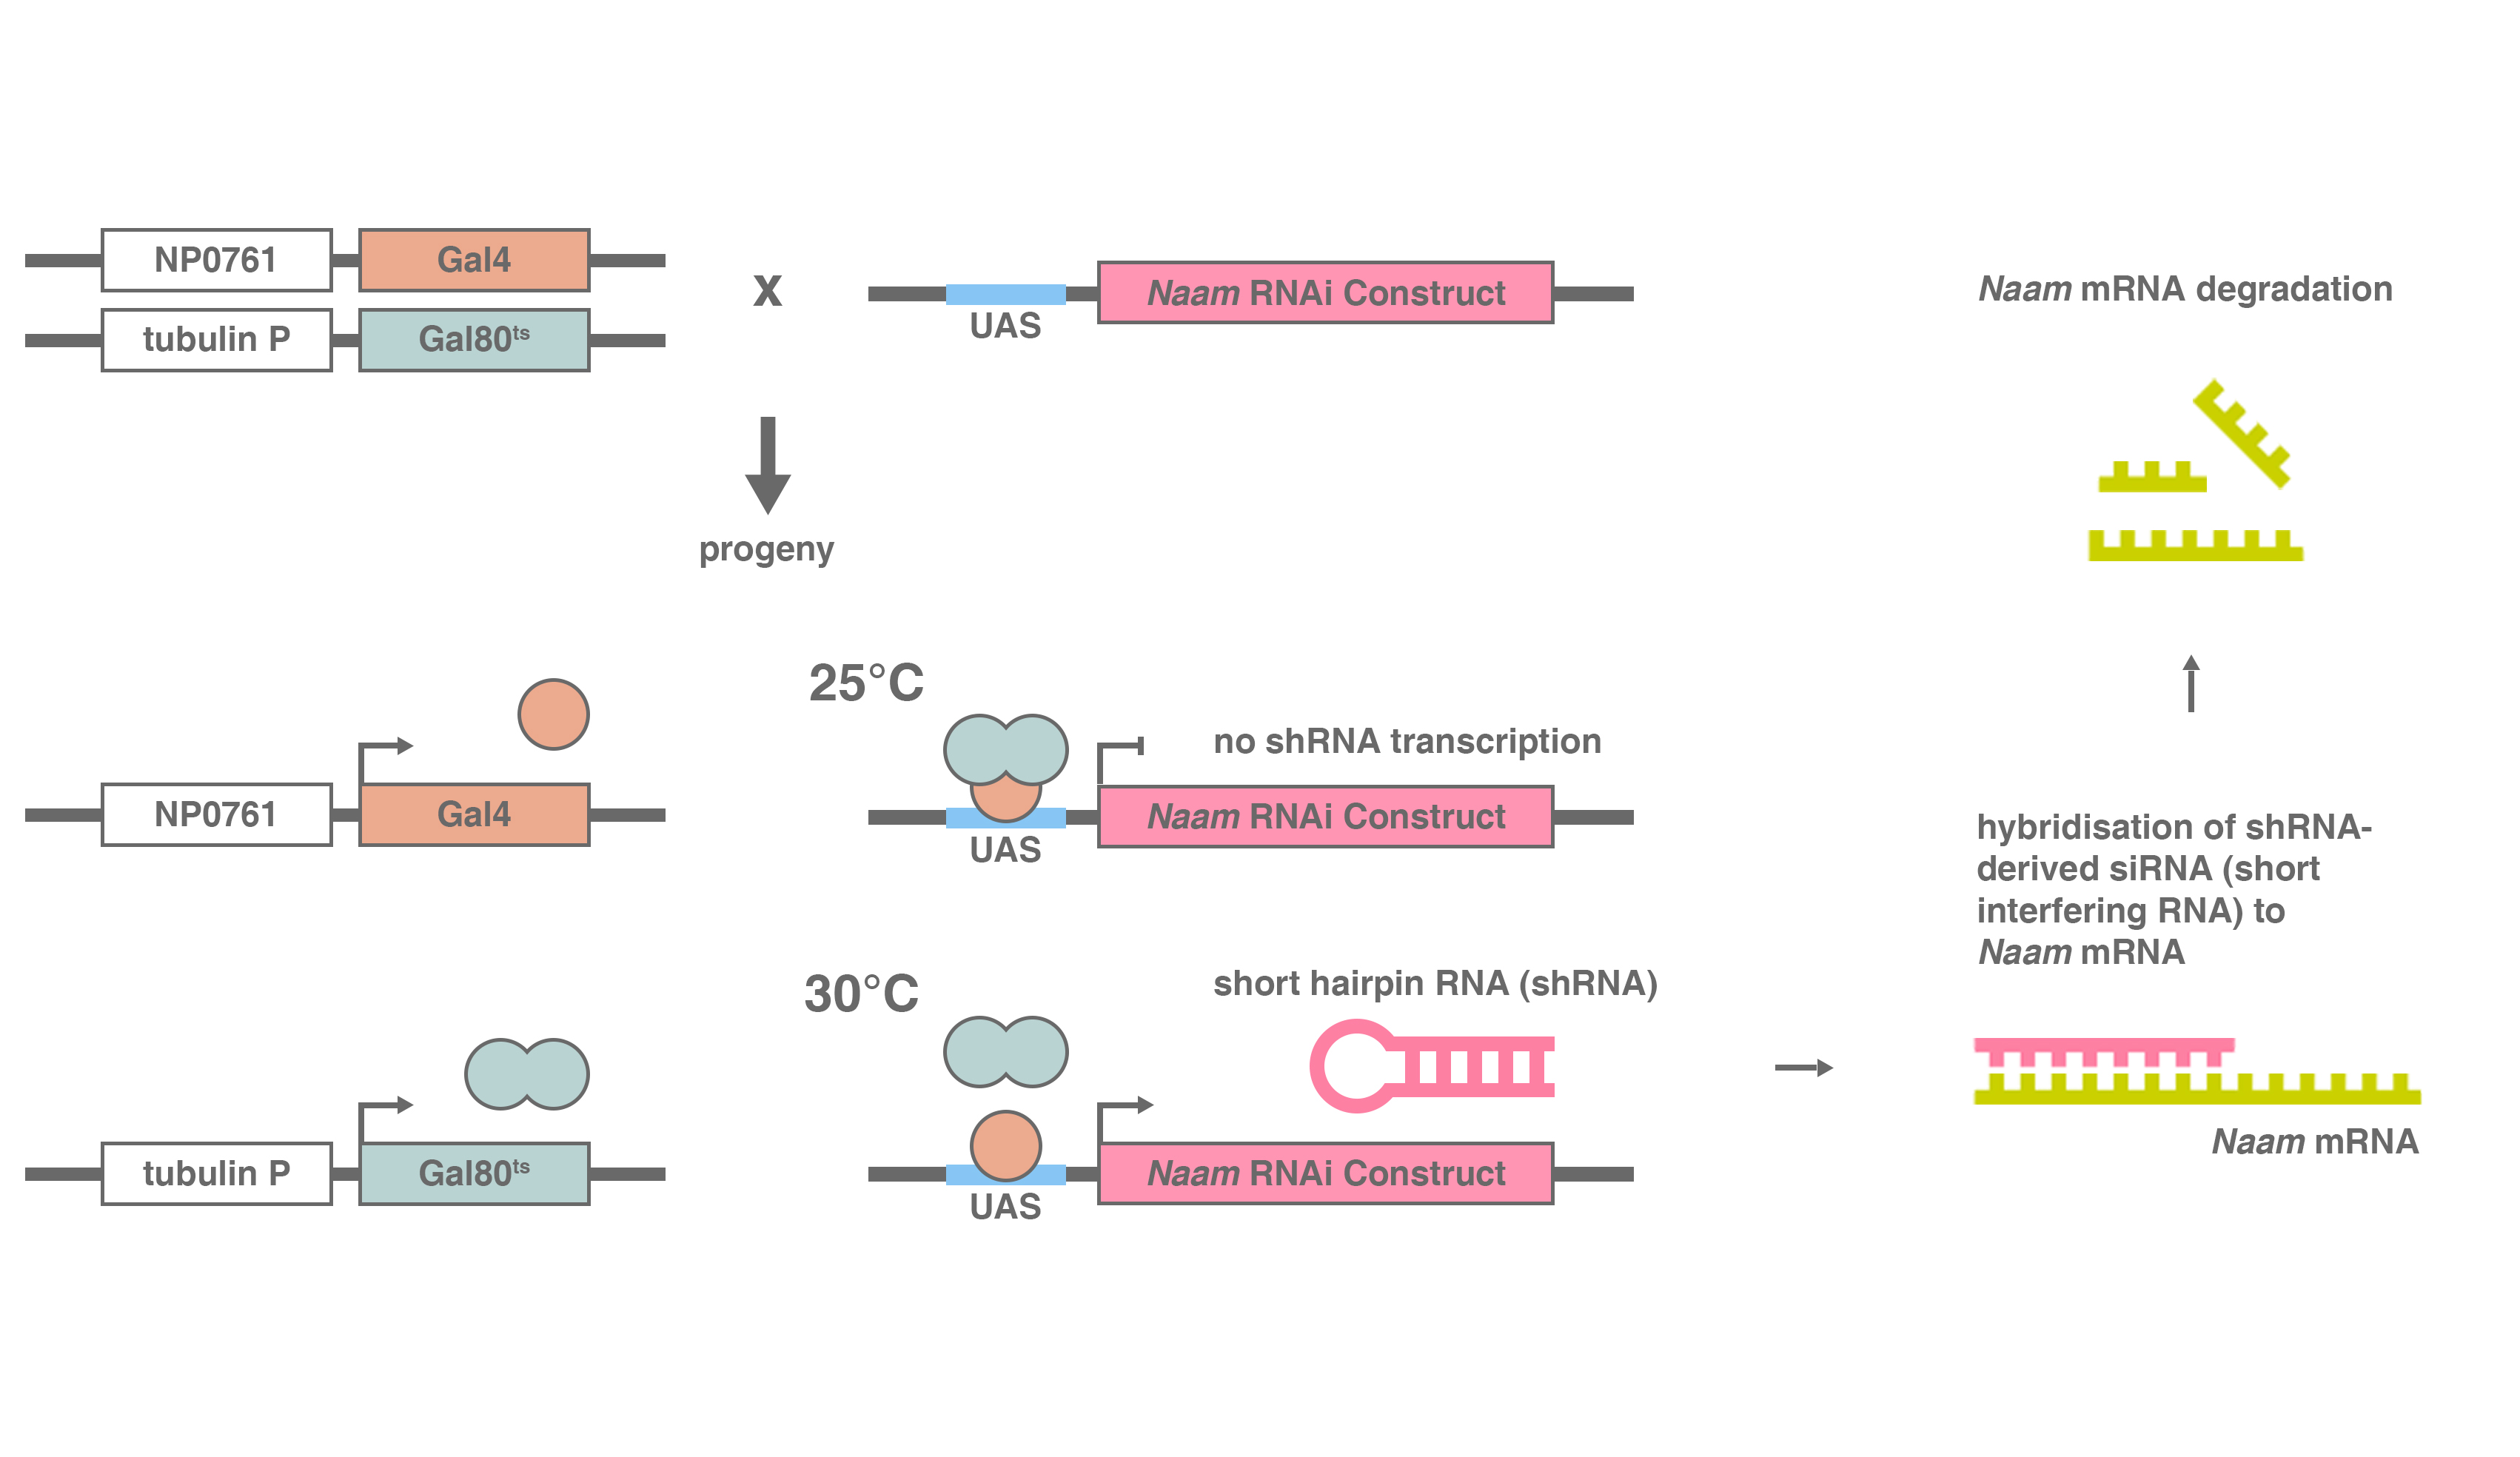 NP0761 Gal4
tubulin P Gal80ts
x
UAS
Naam RNAi Construct
progeny
NP0761 Gal4
tubulin P Gal80ts
25°C
no shRNA transcription
Naam RNAi Construct
UAS
30°C
short hairpin RNA (shRNA)
Naam RNAi Construct
UAS
hybridisation of shRNA-
derived siRNA (short
interfering RNA) to
Naam mRNA
Naam mRNA
Naam mRNA degradation